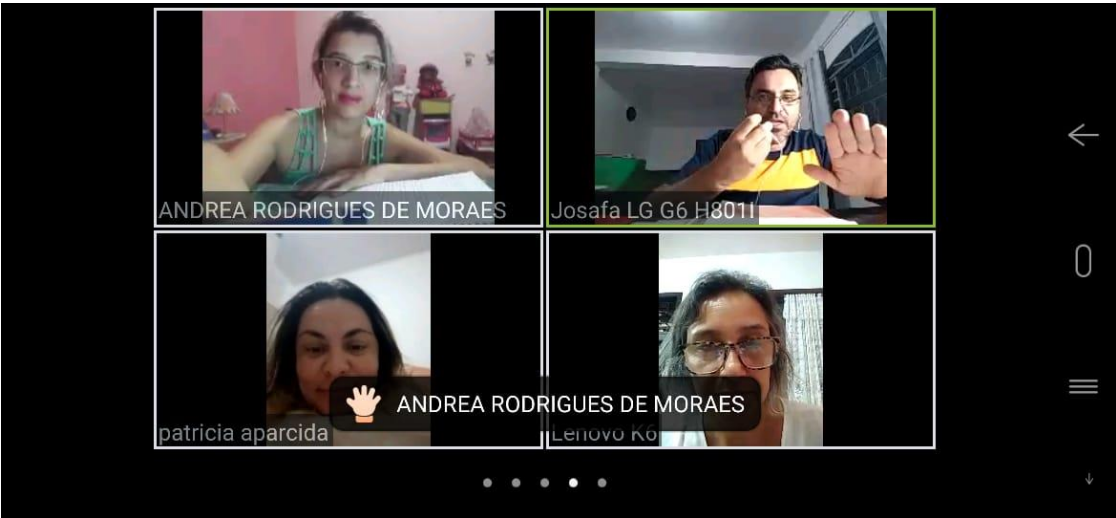 ANDREA RODRIGUES DE MORAES
Josafa LG G6 H801I
patricia aparcida
ANDREA RODRIGUES DE MORAES
Lenovo K6